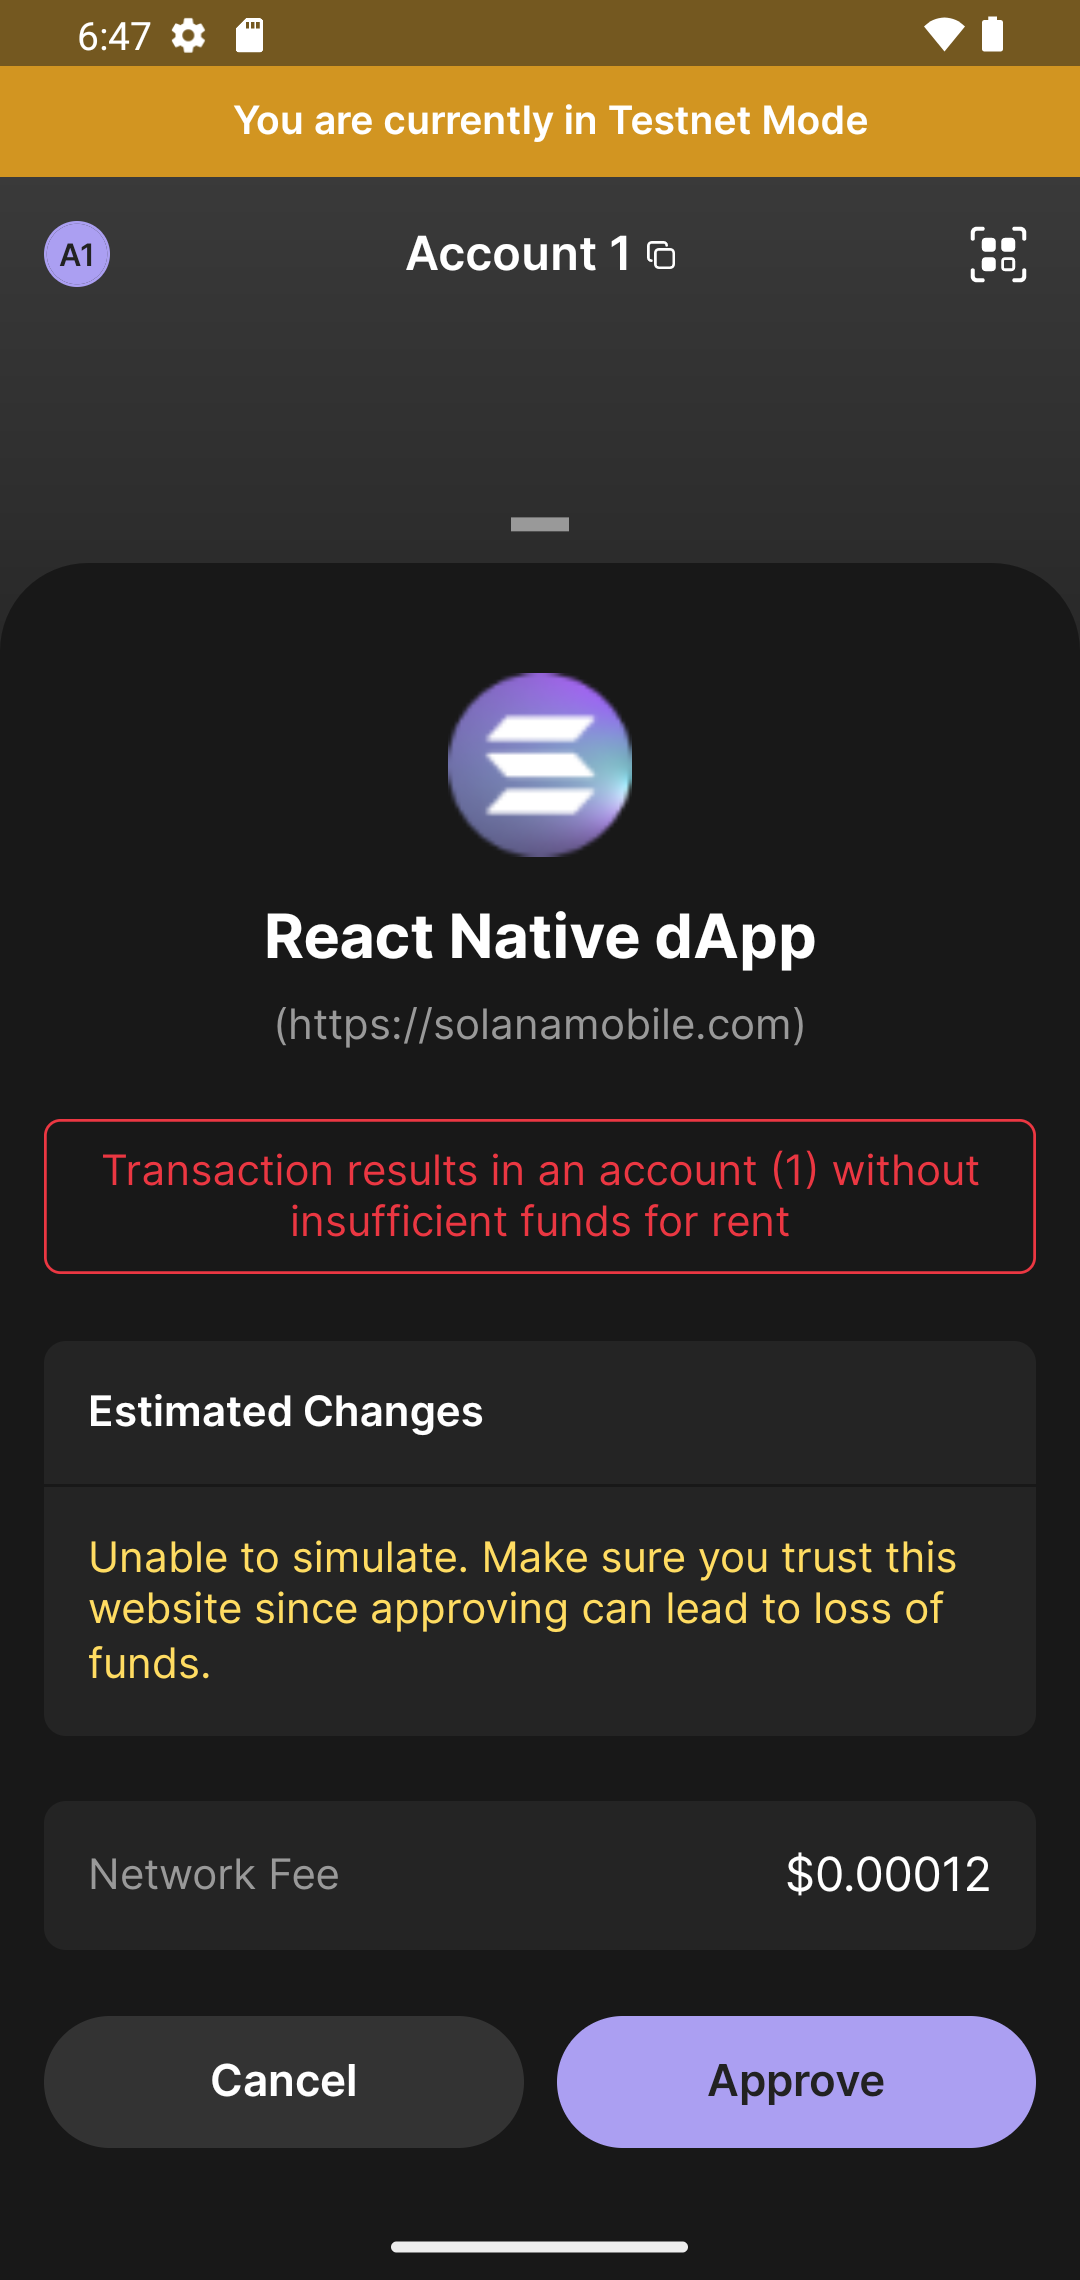 6:47
You are currently in Testnet Mode
A1
Account 1
React Native dApp
(https://solanamobile.com)
Transaction results in an account (1) without
insufficient funds for rent
Estimated Changes
Unable to simulate. Make sure you trust this
website since approving can lead to loss of
funds.
Network Fee
$0.00012
Cancel
Approve